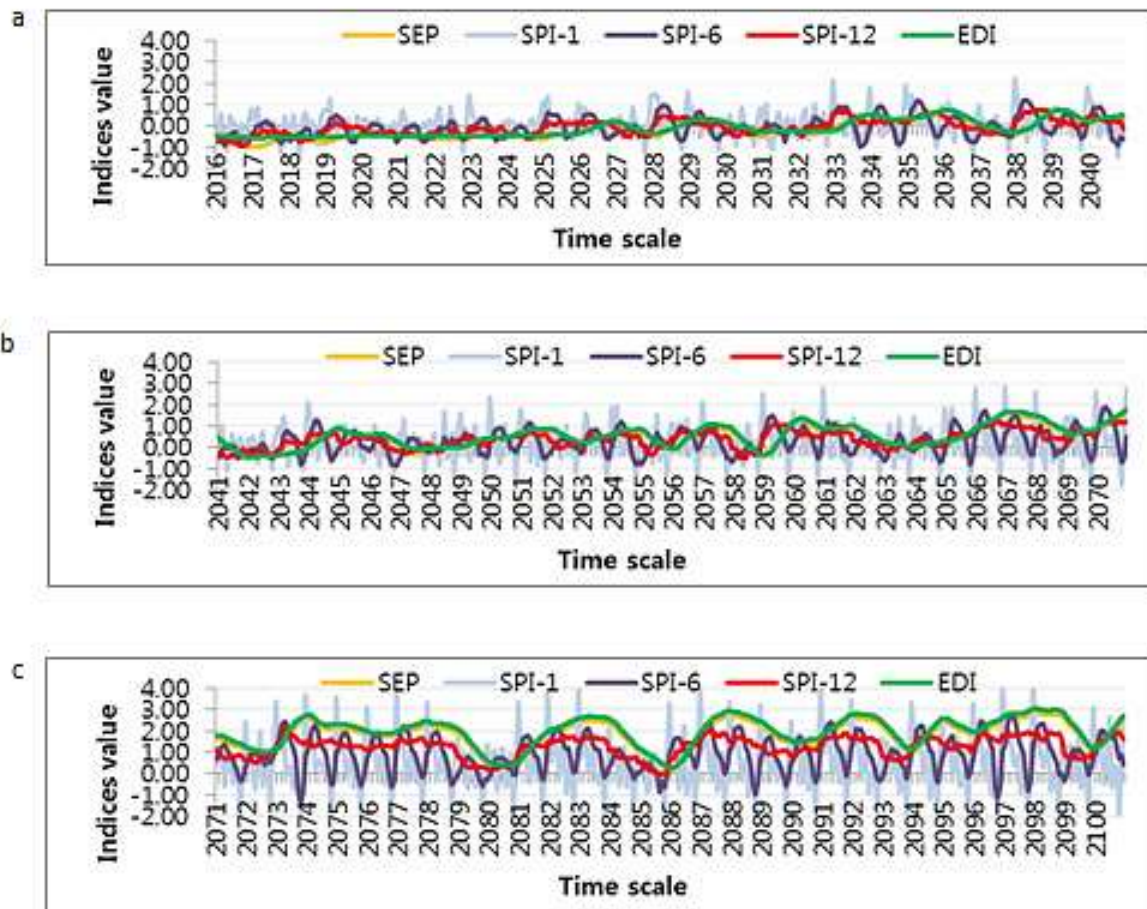 a
SEP SPI-1 SPI-6 SPI-12 EDI
4.00
3.00
2.00
1.00
0.00
-1.00
-2.00
Indices value
2016 2017 2018 2019 2020 2021 2022 2023 2024 2025 2026 2027 2028 2029 2030 2031 2032 2033 2034 2035 2036 2037 2038 2039 2040
Time scale
b
SEP SPI-1 SPI-6 SPI-12 EDI
4.00
3.00
2.00
1.00
0.00
-1.00
-2.00
Indices value
2041 2042 2043 2044 2045 2046 2047 2048 2049 2050 2051 2052 2053 2054 2055 2056 2057 2058 2059 2060 2061 2062 2063 2064 2065 2066 2067 2068 2069 2070
Time scale
c
SEP SPI-1 SPI-6 SPI-12 EDI
4.00
3.00
2.00
1.00
0.00
-1.00
-2.00
Indices value
2071 2072 2073 2074 2075 2076 2077 2078 2079 2080 2081 2082 2083 2084 2085 2086 2087 2088 2089 2090 2091 2092 2093 2094 2095 2096 2097 2098 2099 2100
Time scale